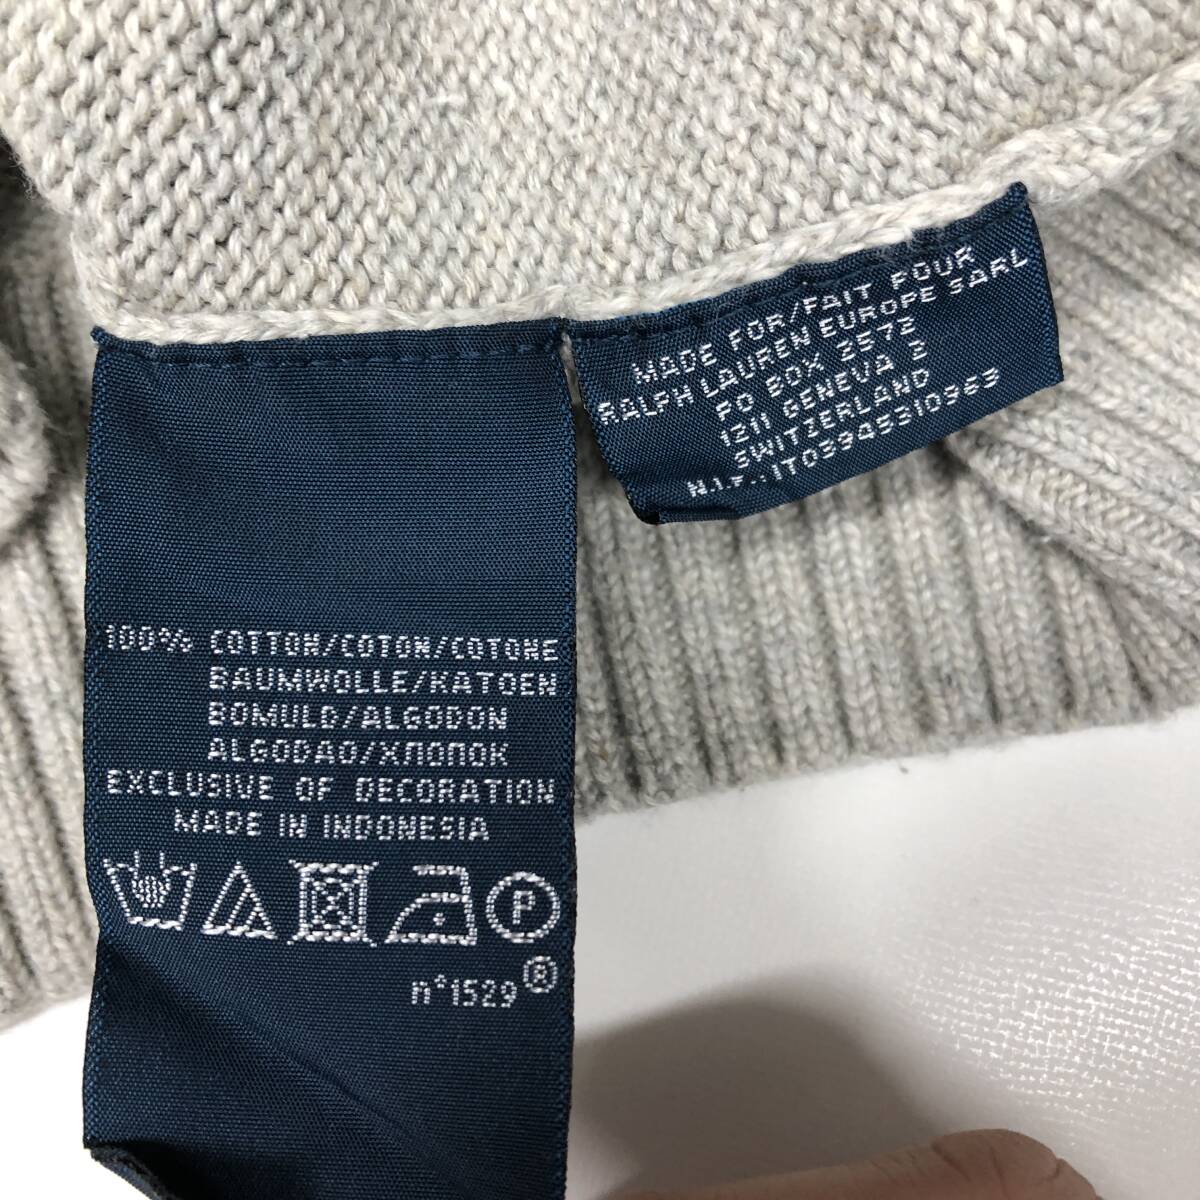 MADE FOR/FAIT POUR
RALPH LAUREN EUROPE SARL
PO BOX 2572
1211 GENEVA 2
SWITZERLAND
N.I.F.:IT0394S310963
100% COTTON/COTON/COTONE
BAUMWOLLE/KATOEN
BOMULD/ALGODON
ALGODAO/ХЛОПОК
EXCLUSIVE OF DECORATION
MADE IN INDONESIA
P
n°1529®